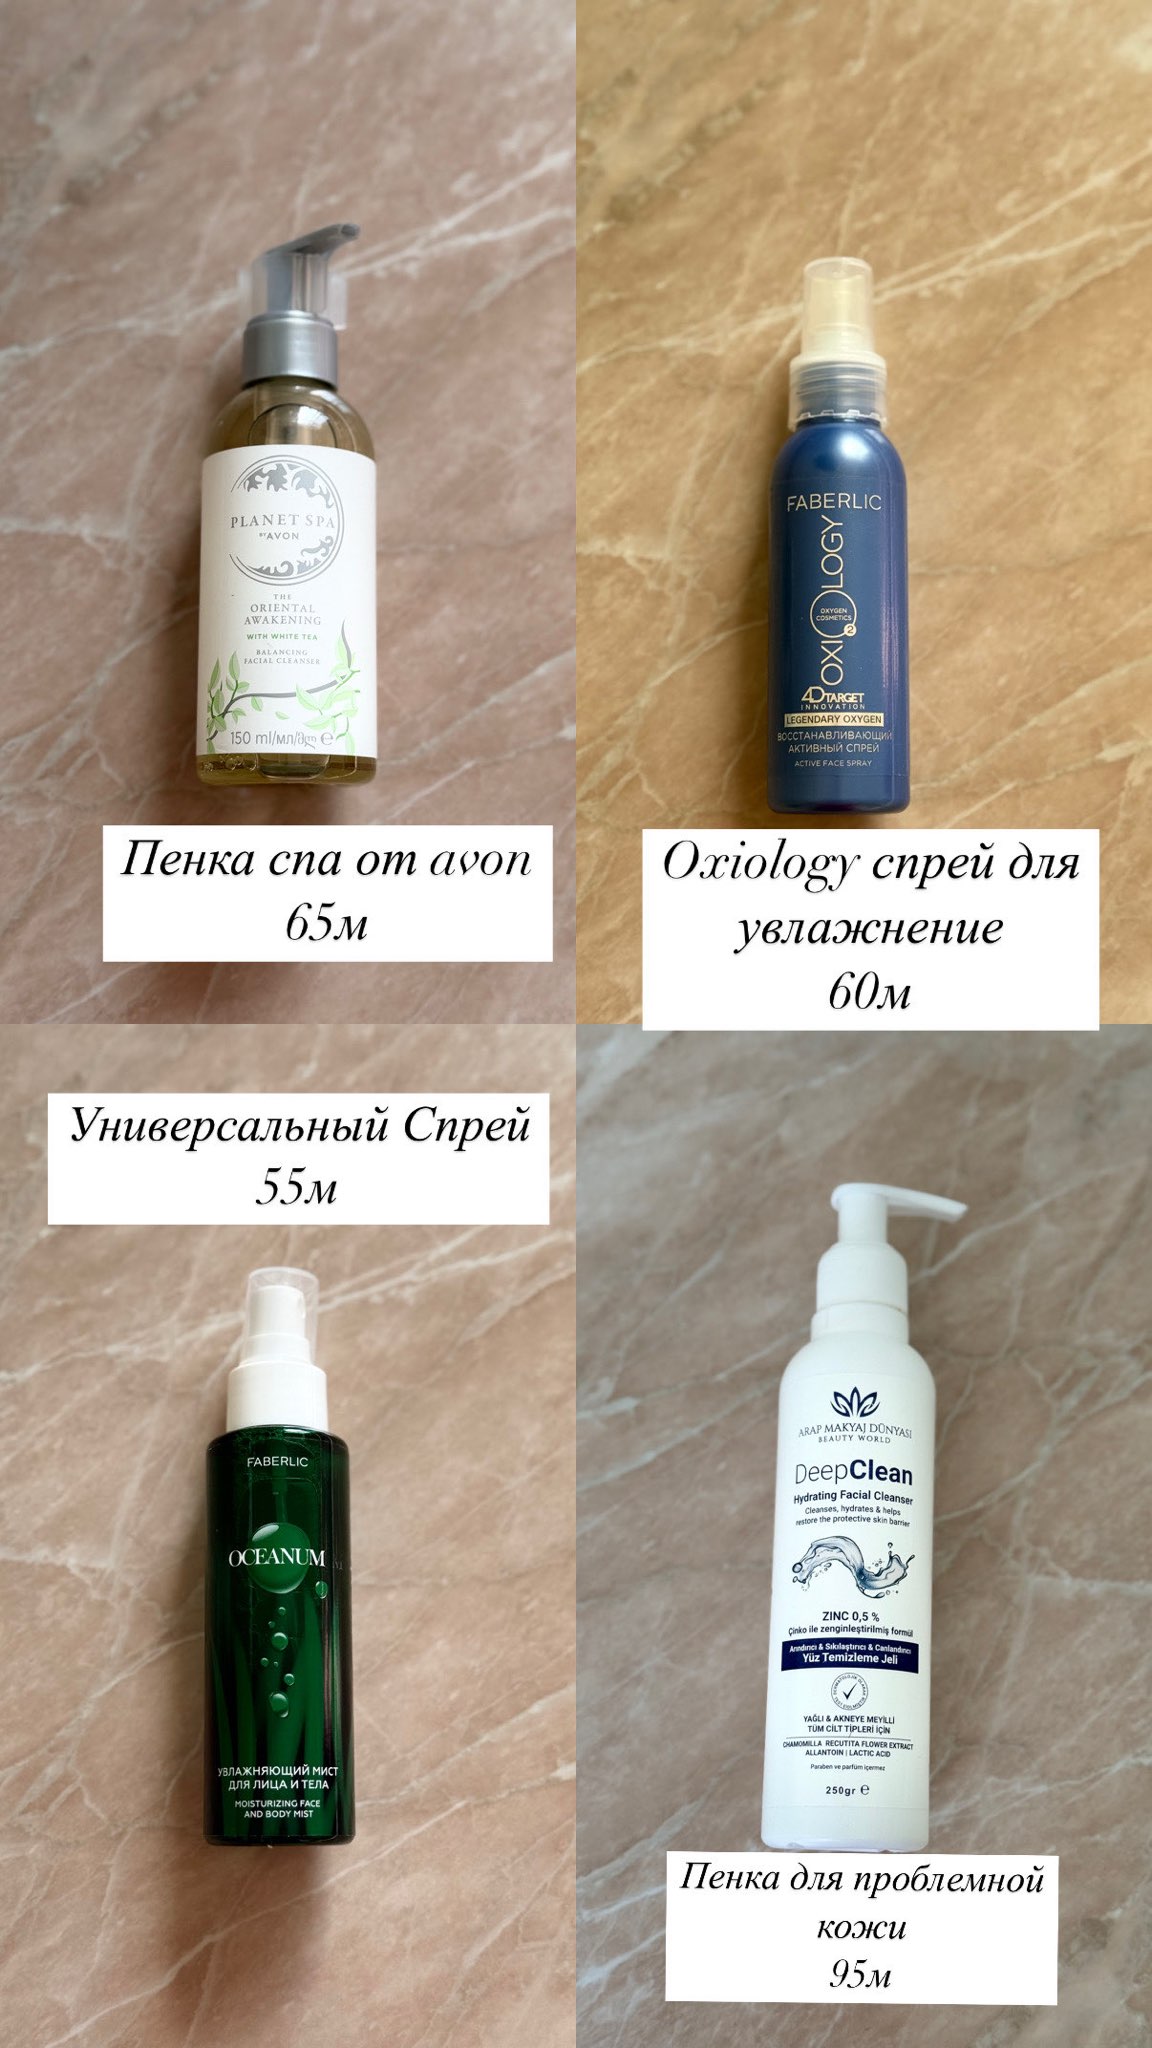 PLANET SPA
BY AVON
THE
ORIENTAL
AWAKENING
WITH WHITE TEA
BALANCING
FACIAL CLEANSER
150 ml/мл/მლ ℮
Пенка спа от avon
65м
FABERLIC
OXIOLOGY
OXYGEN
COSMETICS
2
4D TARGET
INNOVATION
LEGENDARY OXYGEN
ВОССТАНАВЛИВАЮЩИЙ
АКТИВНЫЙ СПРЕЙ
ACTIVE FACE SPRAY
Oxiology спрей для
увлажнение
60м
Универсальный Спрей
55м
FABERLIC
OCEANUM
УВЛАЖНЯЮЩИЙ МИСТ
ДЛЯ ЛИЦА И ТЕЛА
MOISTURIZING FACE
AND BODY MIST
ARAP MAKYAJ DÜNYASI
BEAUTY WORLD
DeepClean
Hydrating Facial Cleanser
Cleanses, hydrates & helps
restore the protective skin barrier
ZINC 0,5 %
Çinko ile zenginleştirilmiş formül
Arındırıcı & Sıkılaştırıcı & Canlandırıcı
Yüz Temizleme Jeli
YAĞLI & AKNEYE MEYİLLİ
TÜM CİLT TİPLERİ İÇİN
CHAMOMILLA RECUTITA FLOWER EXTRACT
ALLANTOIN | LACTIC ACID
Paraben ve parfüm içermez
250gr ℮
Пенка для проблемной
кожи
95м